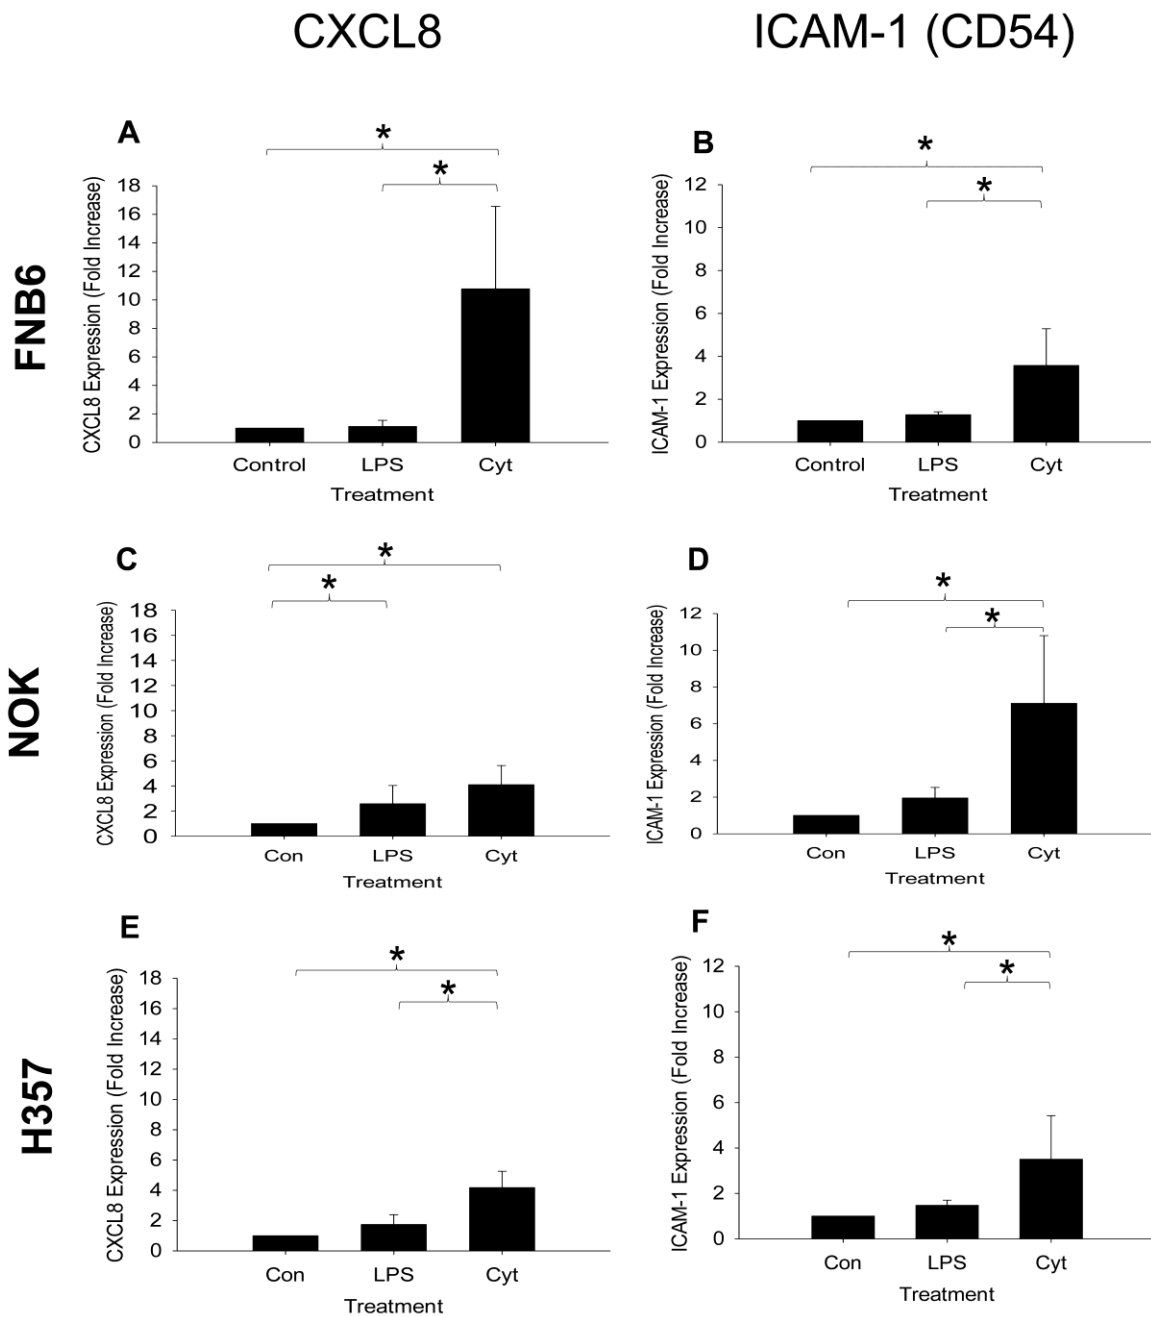 CXCL8
ICAM-1 (CD54)
FNB6
A
*
*
CXCL8 Expression (Fold Increase)
18
16
14
12
10
8
6
4
2
0
Control LPS Cyt
Treatment
B
*
*
ICAM-1 Expression (Fold Increase)
12
10
8
6
4
2
0
Control LPS Cyt
Treatment
NOK
C
*
*
CXCL8 Expression (Fold Increase)
18
16
14
12
10
8
6
4
2
0
Con LPS Cyt
Treatment
D
*
*
ICAM-1 Expression (Fold Increase)
12
10
8
6
4
2
0
Con LPS Cyt
Treatment
H357
E
*
*
CXCL8 Expression (Fold Increase)
18
16
14
12
10
8
6
4
2
0
Con LPS Cyt
Treatment
F
*
*
ICAM-1 Expression (Fold Increase)
12
10
8
6
4
2
0
Con LPS Cyt
Treatment